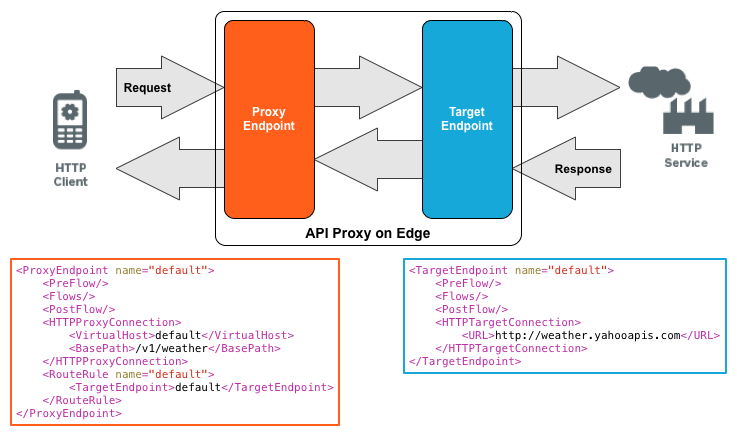 Request
Proxy
Endpoint
Target
Endpoint
HTTP
Client
HTTP
Service
Response
API Proxy on Edge
<ProxyEndpoint name="default">
    <PreFlow/>
    <Flows/>
    <PostFlow/>
    <HTTPProxyConnection>
        <VirtualHost>default</VirtualHost>
        <BasePath>/v1/weather</BasePath>
    </HTTPProxyConnection>
    <RouteRule name="default">
        <TargetEndpoint>default</TargetEndpoint>
    </RouteRule>
</ProxyEndpoint>
<TargetEndpoint name="default">
    <PreFlow/>
    <Flows/>
    <PostFlow/>
    <HTTPTargetConnection>
        <URL>http://weather.yahooapis.com</URL>
    </HTTPTargetConnection>
</TargetEndpoint>